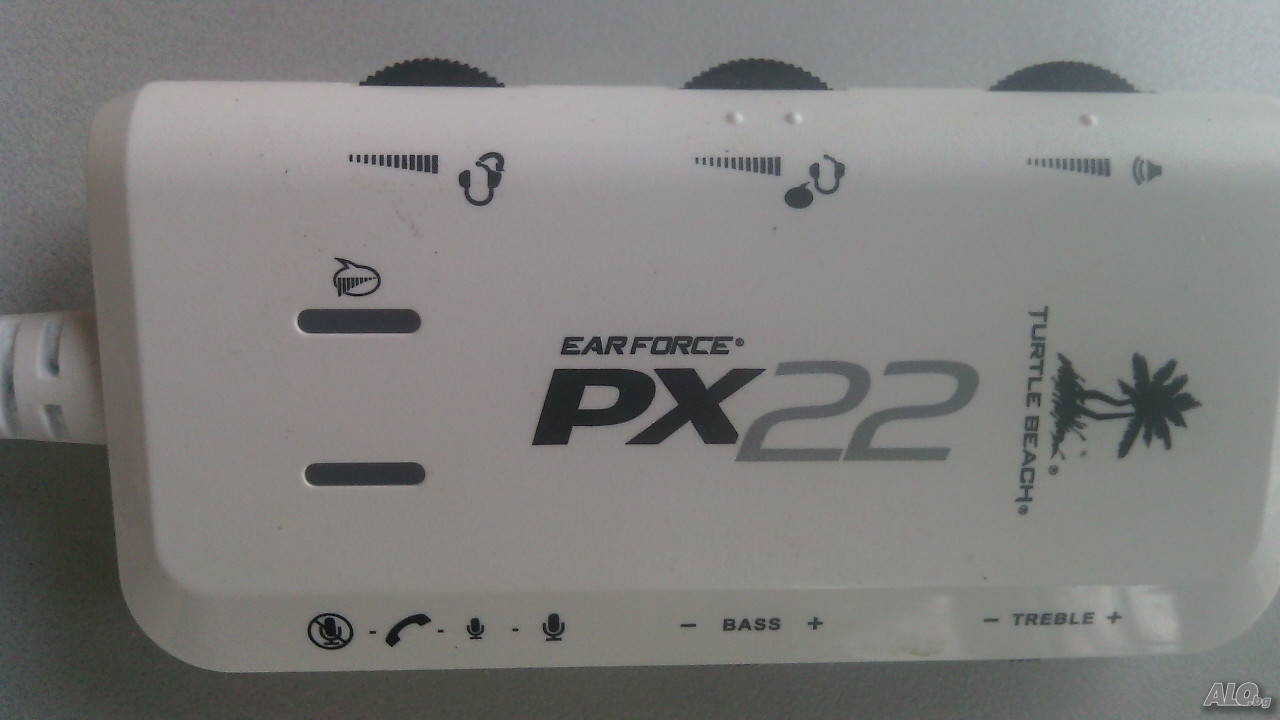 EAR FORCE®
PX22
TURTLE BEACH®
- BASS +
- TREBLE +
ALO.bg